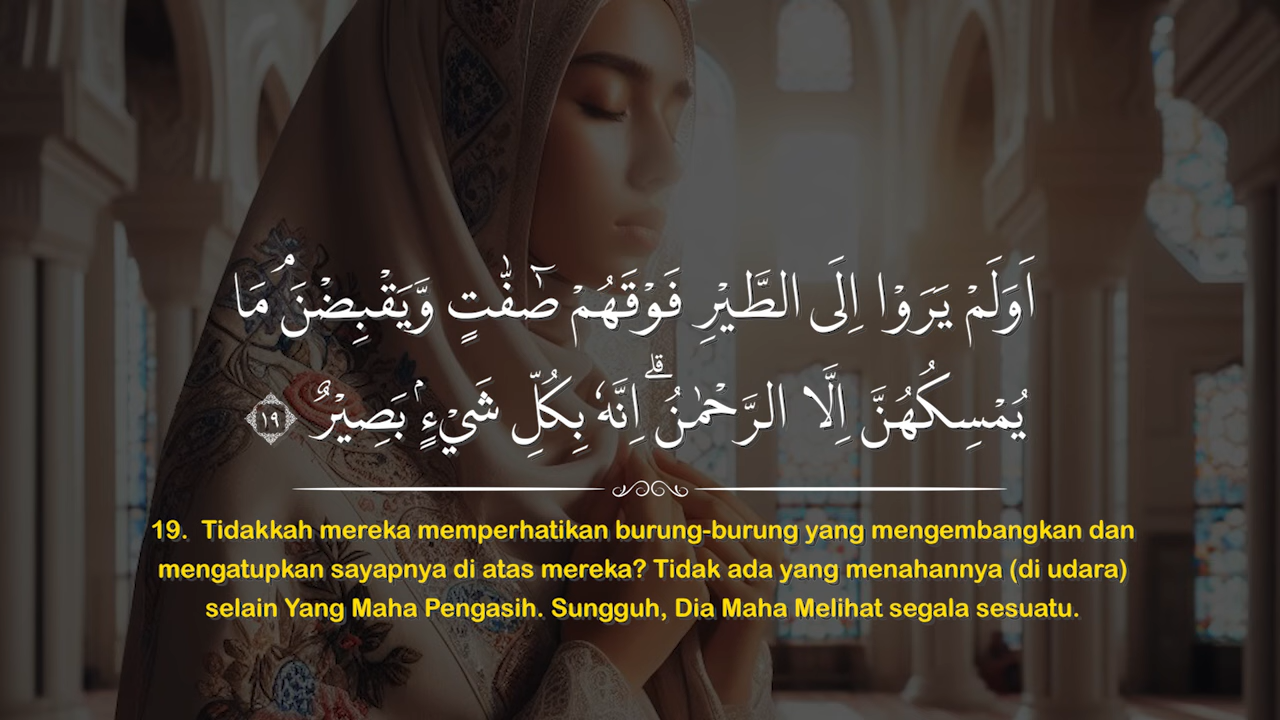 اَوَلَمْ يَرَوْا اِلَى الطَّيْرِ فَوْقَهُمْ صٰۤفّٰتٍ وَّيَقْبِضْنَۘ مَا
يُمْسِكُهُنَّ اِلَّا الرَّحْمٰنُۗ اِنَّهٗ بِكُلِّ شَيْءٍۢ بَصِيْرٌ ١٩
19. Tidakkah mereka memperhatikan burung-burung yang mengembangkan dan
mengatupkan sayapnya di atas mereka? Tidak ada yang menahannya (di udara)
selain Yang Maha Pengasih. Sungguh, Dia Maha Melihat segala sesuatu.